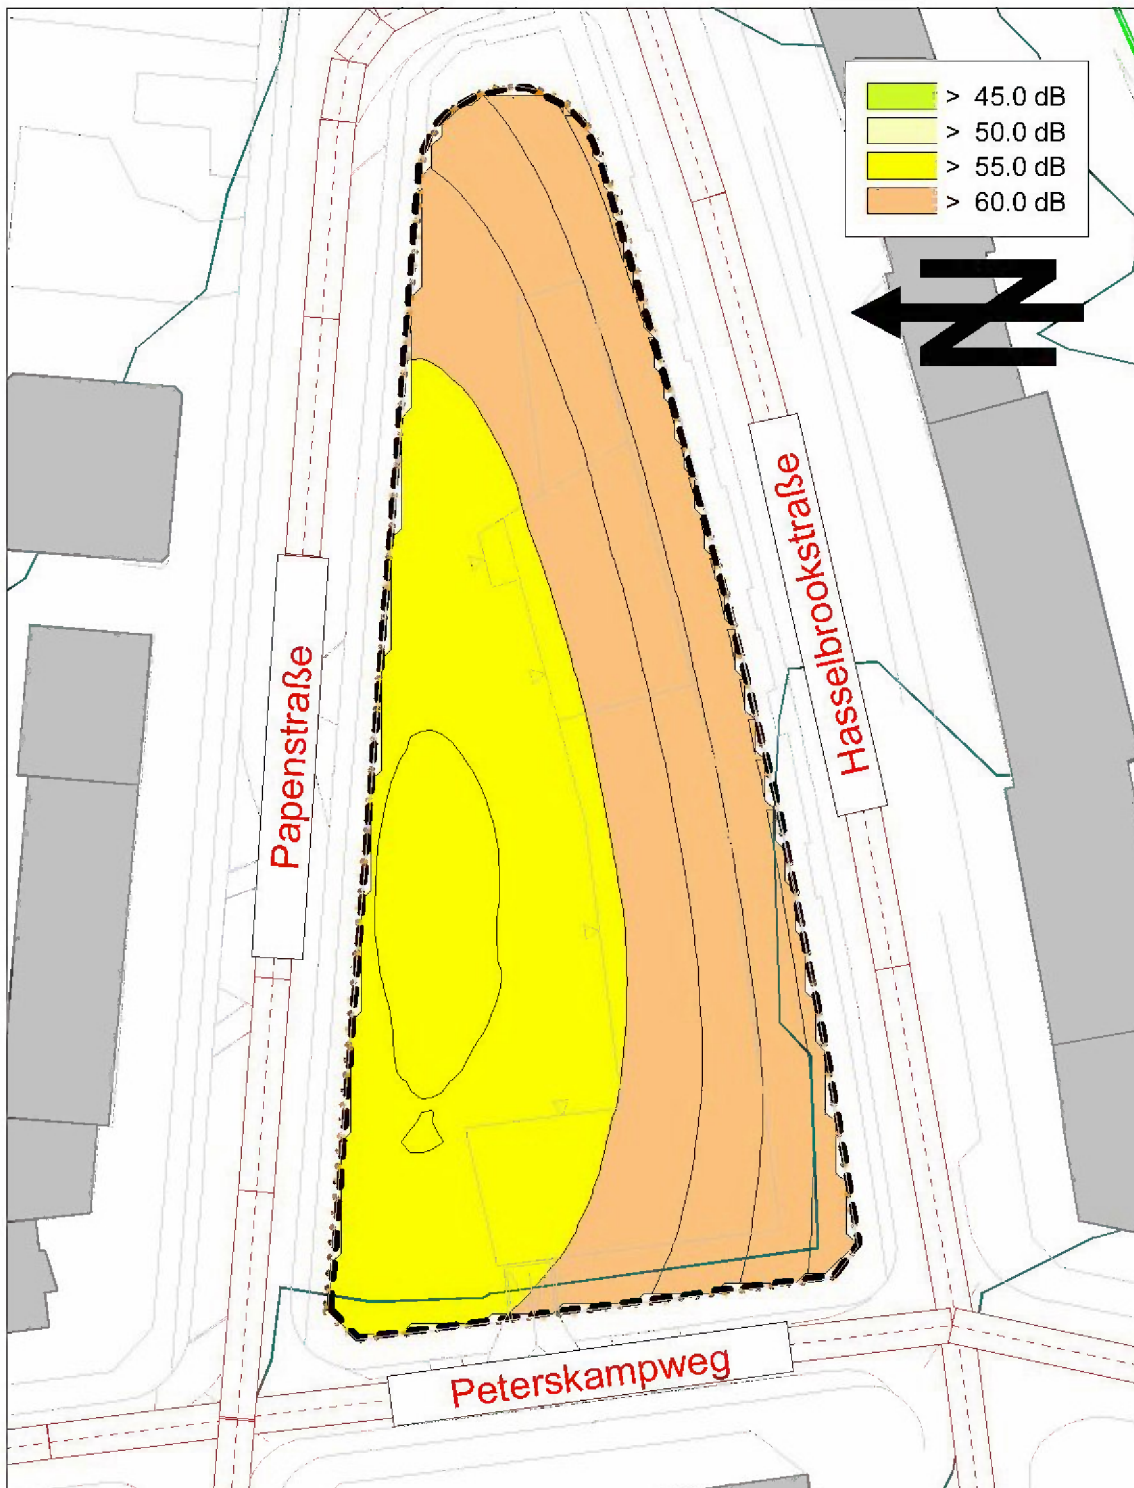 > 45.0 dB
> 50.0 dB
> 55.0 dB
> 60.0 dB
N
Hasselbrookstraße
Papenstraße
Peterskampweg